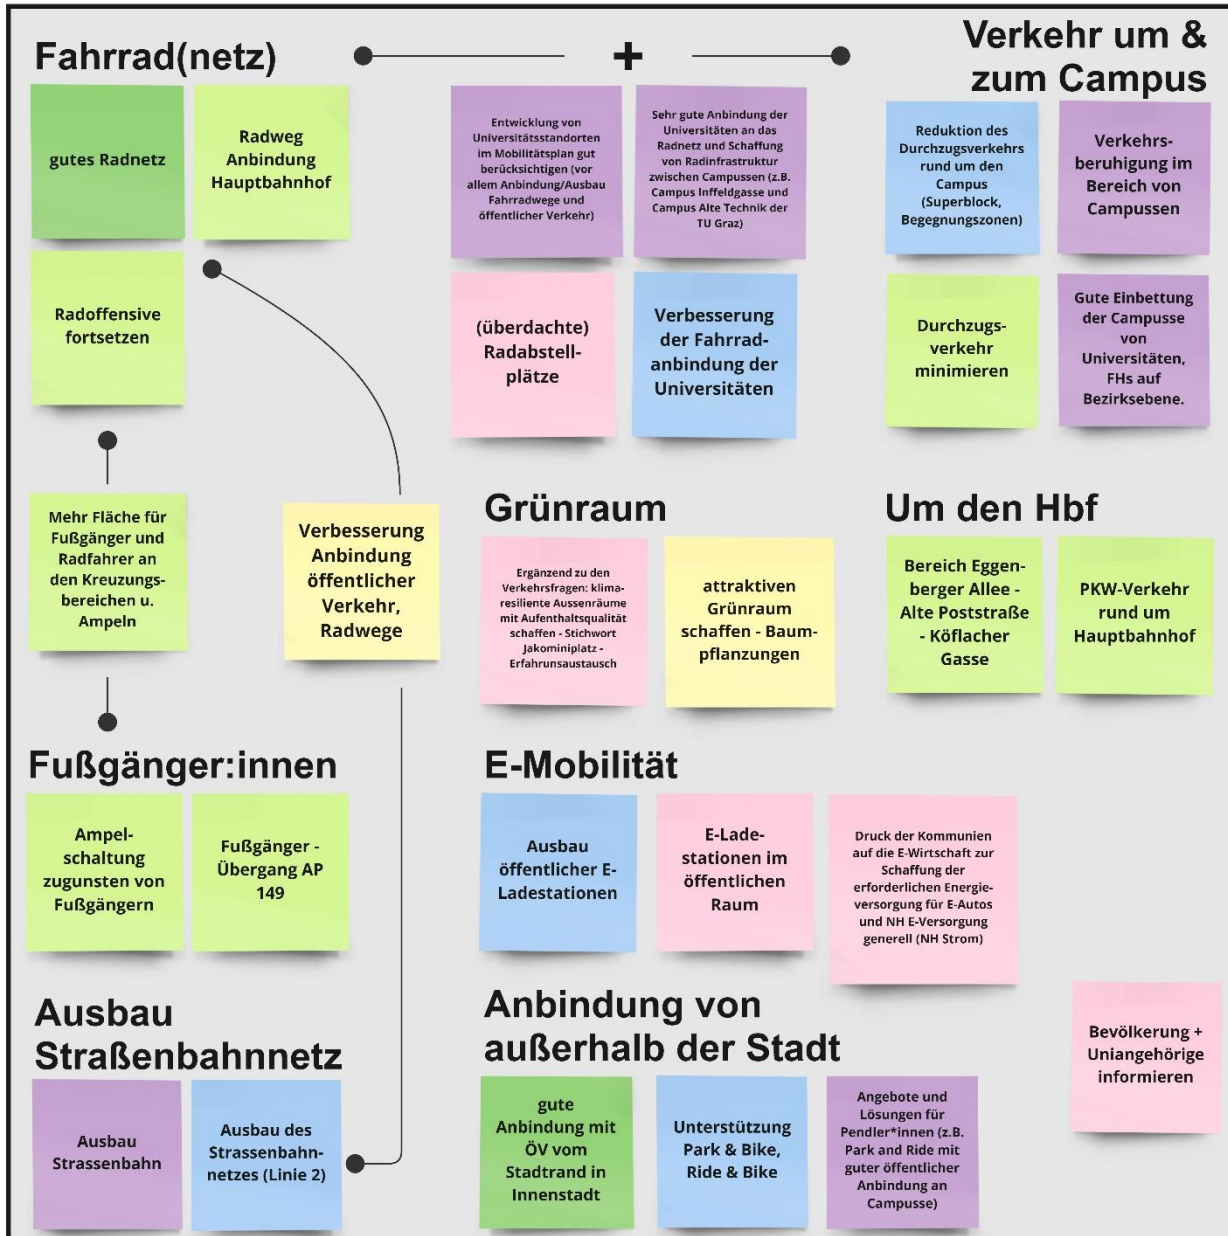 Fahrrad(netz)
+
Verkehr um &
zum Campus
gutes Radnetz
Radweg
Anbindung
Hauptbahnhof
Radoffensive
fortsetzen
Entwicklung von
Universitätsstandorten
im Mobilitätsplan gut
berücksichtigen (vor
allem Anbindung/Ausbau
Fahrradwege und
öffentlicher Verkehr)
Sehr gute Anbindung der
Universitäten an das
Radnetz und Schaffung
von Radinfrastruktur
zwischen Campussen (z.B.
Campus Inffeldgasse und
Campus Alte Technik der
TU Graz)
(überdachte)
Radabstell-
plätze
Verbesserung
der Fahrrad-
anbindung der
Universitäten
Reduktion des
Durchzugsverkehrs
rund um den
Campus
(Superblock,
Begegnungszonen)
Verkehrs-
beruhigung im
Bereich von
Campussen
Durchzugs-
verkehr
minimieren
Gute Einbettung
der Campusse
von
Universitäten,
FHs auf
Bezirksebene.
Mehr Fläche für
Fußgänger und
Radfahrer an
den Kreuzungs-
bereichen u.
Ampeln
Verbesserung
Anbindung
öffentlicher
Verkehr,
Radwege
Grünraum
Ergänzend zu den
Verkehrsfragen: klima-
resiliente Aussenräume
mit Aufenthaltsqualität
schaffen - Stichwort
Jakominiplatz -
Erfahrunsaustausch
attraktiven
Grünraum
schaffen - Baum-
pflanzungen
Um den Hbf
Bereich Eggen-
berger Allee -
Alte Poststraße
- Köflacher
Gasse
PKW-Verkehr
rund um
Hauptbahnhof
Fußgänger:innen
Ampel-
schaltung
zugunsten von
Fußgängern
Fußgänger -
Übergang AP
149
E-Mobilität
Ausbau
öffentlicher E-
Ladestationen
E-Lade-
stationen im
öffentlichen
Raum
Druck der Kommunien
auf die E-Wirtschaft zur
Schaffung der
erforderlichen Energie-
versorgung für E-Autos
und NH E-Versorgung
generell (NH Strom)
Ausbau
Straßenbahnnetz
Ausbau
Strassenbahn
Ausbau des
Strassenbahn-
netzes (Linie 2)
Anbindung von
außerhalb der Stadt
gute
Anbindung mit
ÖV vom
Stadtrand in
Innenstadt
Unterstützung
Park & Bike,
Ride & Bike
Angebote und
Lösungen für
Pendler*innen (z.B.
Park and Ride mit
guter öffentlicher
Anbindung an
Campusse)
Bevölkerung +
Uniangehörige
informieren